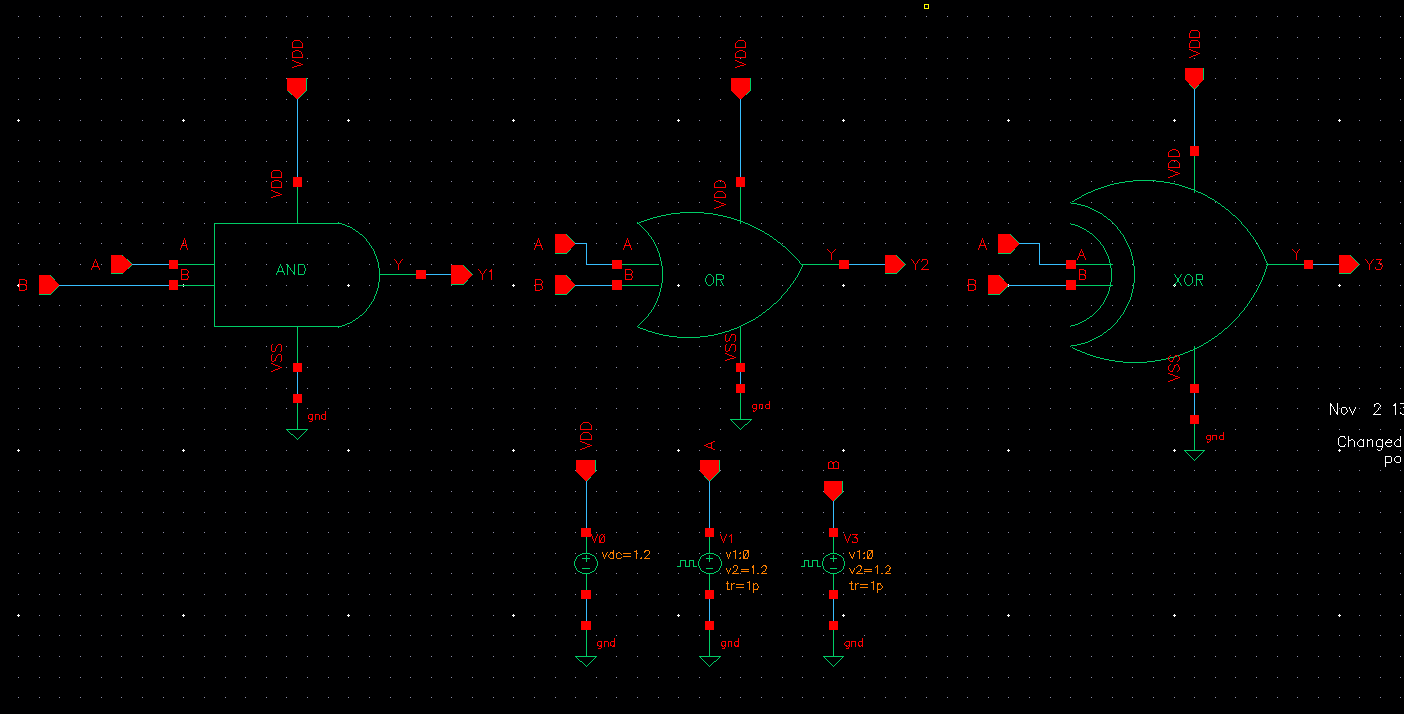 VDD
VDD
VDD
VDD
VDD
VDD
A
A
B
B
AND
Y
Y1
VSS
gnd
A
A
B
B
OR
Y
Y2
VSS
gnd
A
A
B
B
XOR
Y
Y3
VSS
gnd
Nov 2 13
Changed
po
VDD
V0
vdc=1.2
gnd
A
V1
v1:0
v2=1.2
tr=1p
gnd
B
V3
v1:0
v2=1.2
tr=1p
gnd